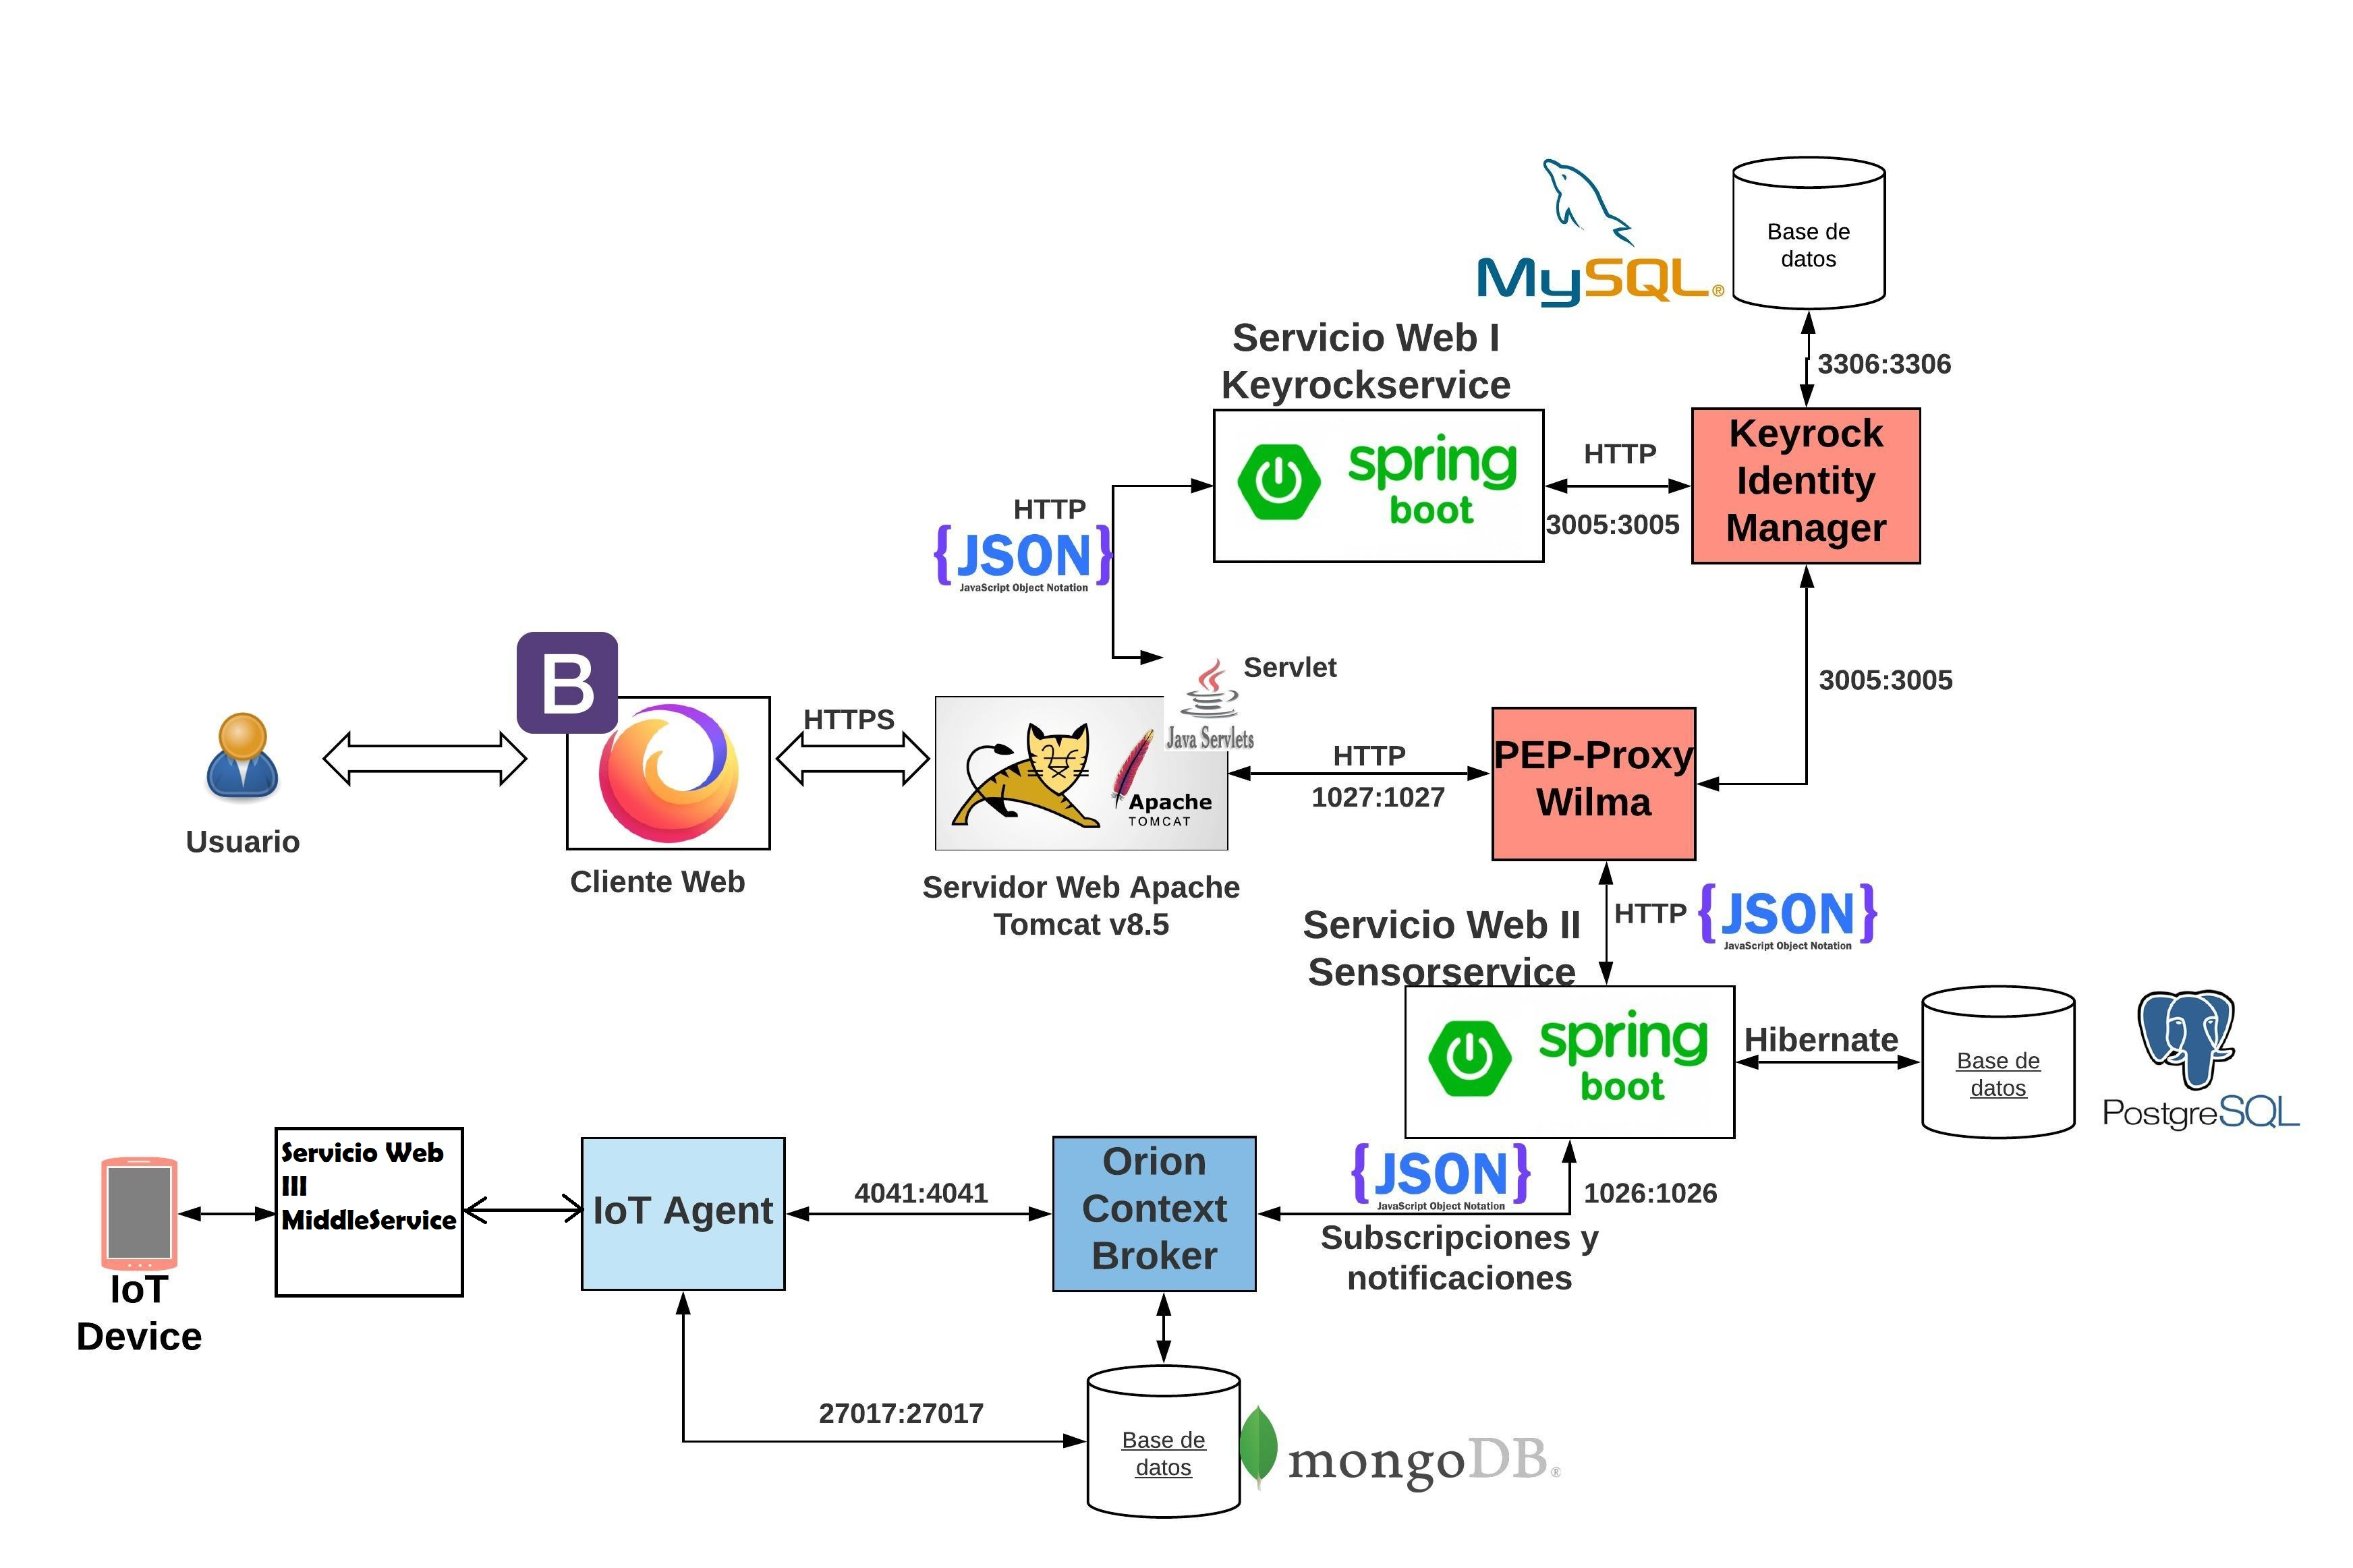 MySQL®
Base de
datos
Servicio Web I
Keyrockservice
3306:3306
spring
boot
HTTP
3005:3005
Keyrock
Identity
Manager
HTTP
{JSON}
JavaScript Object Notation
B
HTTPS
Servlet
Java Servlets
Apache
TOMCAT
HTTP
1027:1027
PEP-Proxy
Wilma
3005:3005
Usuario
Cliente Web
Servidor Web Apache
Tomcat v8.5
HTTP
{JSON}
JavaScript Object Notation
Servicio Web II
Sensorservice
spring
boot
Hibernate
Base de
datos
PostgreSQL
Servicio Web
III
MiddleService
IoT
Device
IoT Agent
4041:4041
Orion
Context
Broker
{JSON}
JavaScript Object Notation
1026:1026
Subscripciones y
notificaciones
27017:27017
Base de
datos
mongoDB®